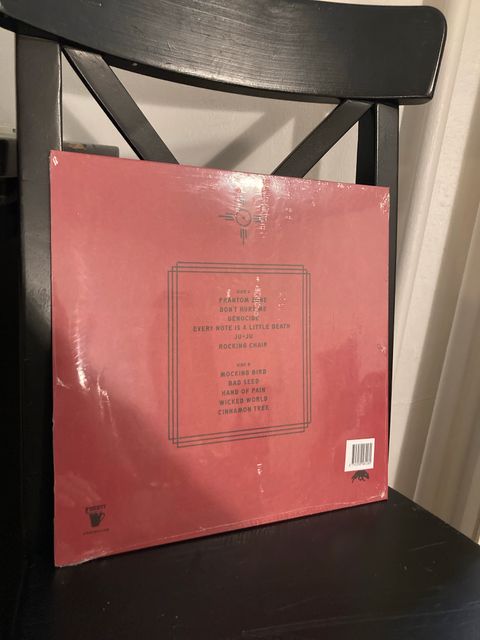 SIDE A
PHANTOM ZONE
DON'T HURT ME
GENOCIDE
EVERY NOTE IS A LITTLE DEATH
JU-JU
ROCKING CHAIR
SIDE B
MOCKING BIRD
BAD SEED
HAND OF PAIN
WICKED WORLD
CINNAMON TREE